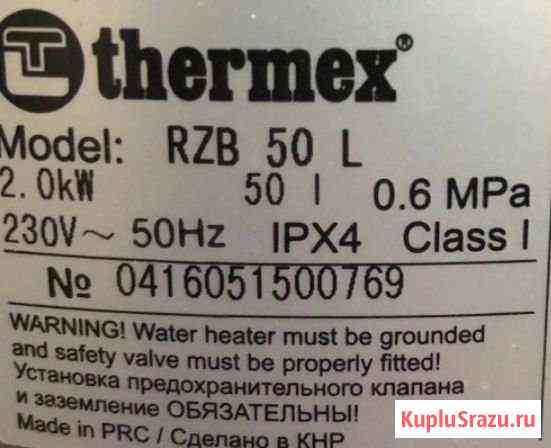 thermex®
Model: RZB 50 L
2.0kW 50 l 0.6 MPa
230V~ 50Hz IPX4 Class I
№ 0416051500769
WARNING! Water heater must be grounded
and safety valve must be properly fitted!
Установка предохранительного клапана
и заземление ОБЯЗАТЕЛЬНЫ!
Made in PRC / Сделано в КНР
KupluSrazu.ru